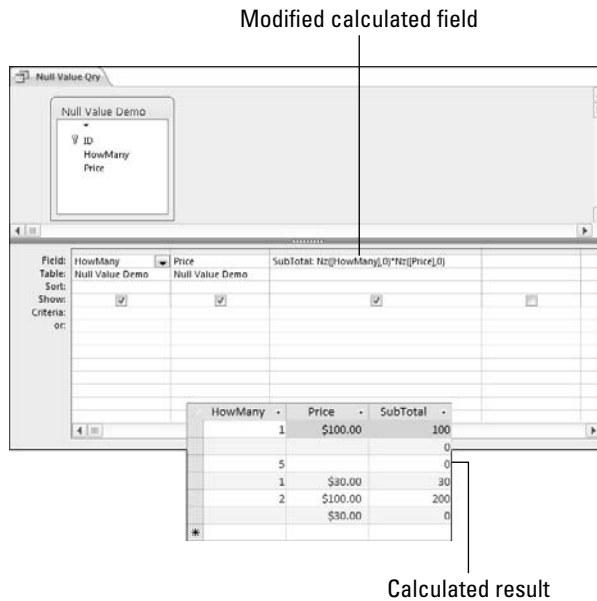 Modified calculated field
Null Value Qry
Null Value Demo
*
ID
HowMany
Price
Field: HowMany Price SubTotal: Nz([HowMany],0)*Nz([Price],0)
Table: Null Value Demo Null Value Demo
Sort:
Show:
Criteria:
or:
HowMany Price SubTotal
1 $100.00 100
0
5 0
1 $30.00 30
2 $100.00 200
$30.00 0
*
Calculated result